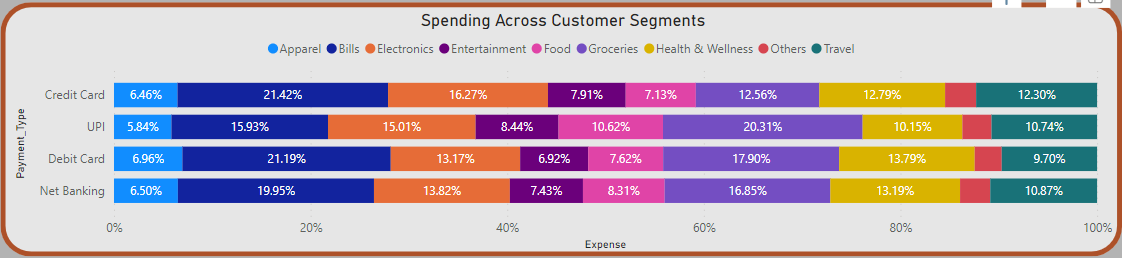 Spending Across Customer Segments
Apparel Bills Electronics Entertainment Food Groceries Health & Wellness Others Travel
Payment_Type
Credit Card 6.46% 21.42% 16.27% 7.91% 7.13% 12.56% 12.79% 12.30%
UPI 5.84% 15.93% 15.01% 8.44% 10.62% 20.31% 10.15% 10.74%
Debit Card 6.96% 21.19% 13.17% 6.92% 7.62% 17.90% 13.79% 9.70%
Net Banking 6.50% 19.95% 13.82% 7.43% 8.31% 16.85% 13.19% 10.87%
0% 20% 40% 60% 80% 100%
Expense